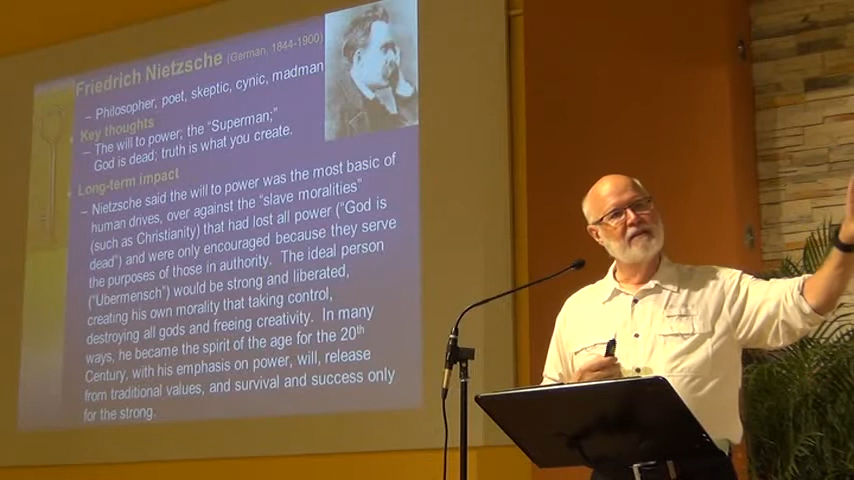 Friedrich Nietzsche (German, 1844-1900)
– Philosopher, poet, skeptic, cynic, madman
Key thoughts
– The will to power; the “Superman;”
God is dead; truth is what you create.
Long-term impact
– Nietzsche said the will to power was the most basic of
human drives, over against the “slave moralities”
(such as Christianity) that had lost all power (“God is
dead”) and were only encouraged because they serve
the purposes of those in authority. The ideal person
(“Ubermensch”) would be strong and liberated,
creating his own morality that taking control,
destroying all gods and freeing creativity. In many
ways, he became the spirit of the age for the 20th
Century, with his emphasis on power, will, release
from traditional values, and survival and success only
for the strong.